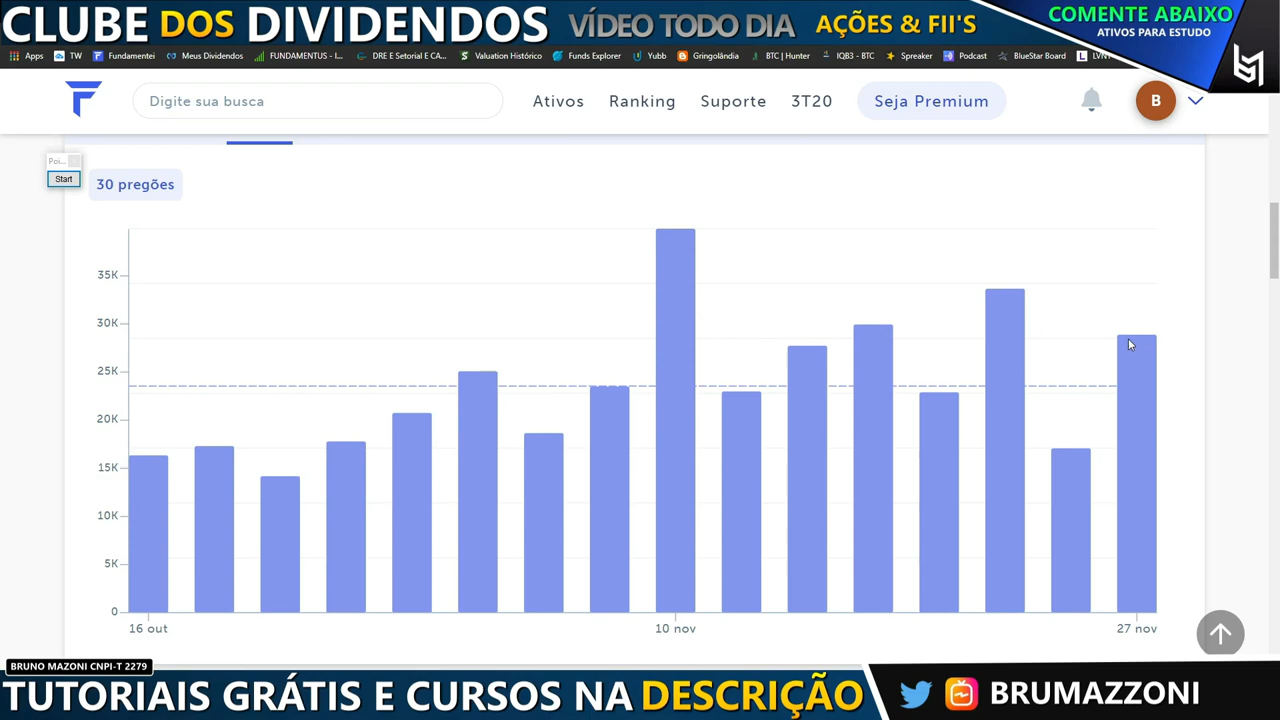 CLUBE DOS DIVIDENDOS VÍDEO TODO DIA AÇÕES & FII'S
COMENTE ABAIXO
ATIVOS PARA ESTUDO
Apps TW Fundamentei Meus Dividendos FUNDAMENTUS - I... DRE E Setorial E CA... Valuation Histórico Funds Explorer Yubb Gringolândia BTC | Hunter IQB3 - BTC Spreaker Podcast BlueStar Board
Digite sua busca Ativos Ranking Suporte 3T20 Seja Premium B
Poi...
Start
30 pregões
35K
30K
25K
20K
15K
10K
5K
0
16 out 10 nov 27 nov
BRUNO MAZONI CNPI-T 2279
TUTORIAIS GRÁTIS E CURSOS NA DESCRIÇÃO BRUMAZZONI